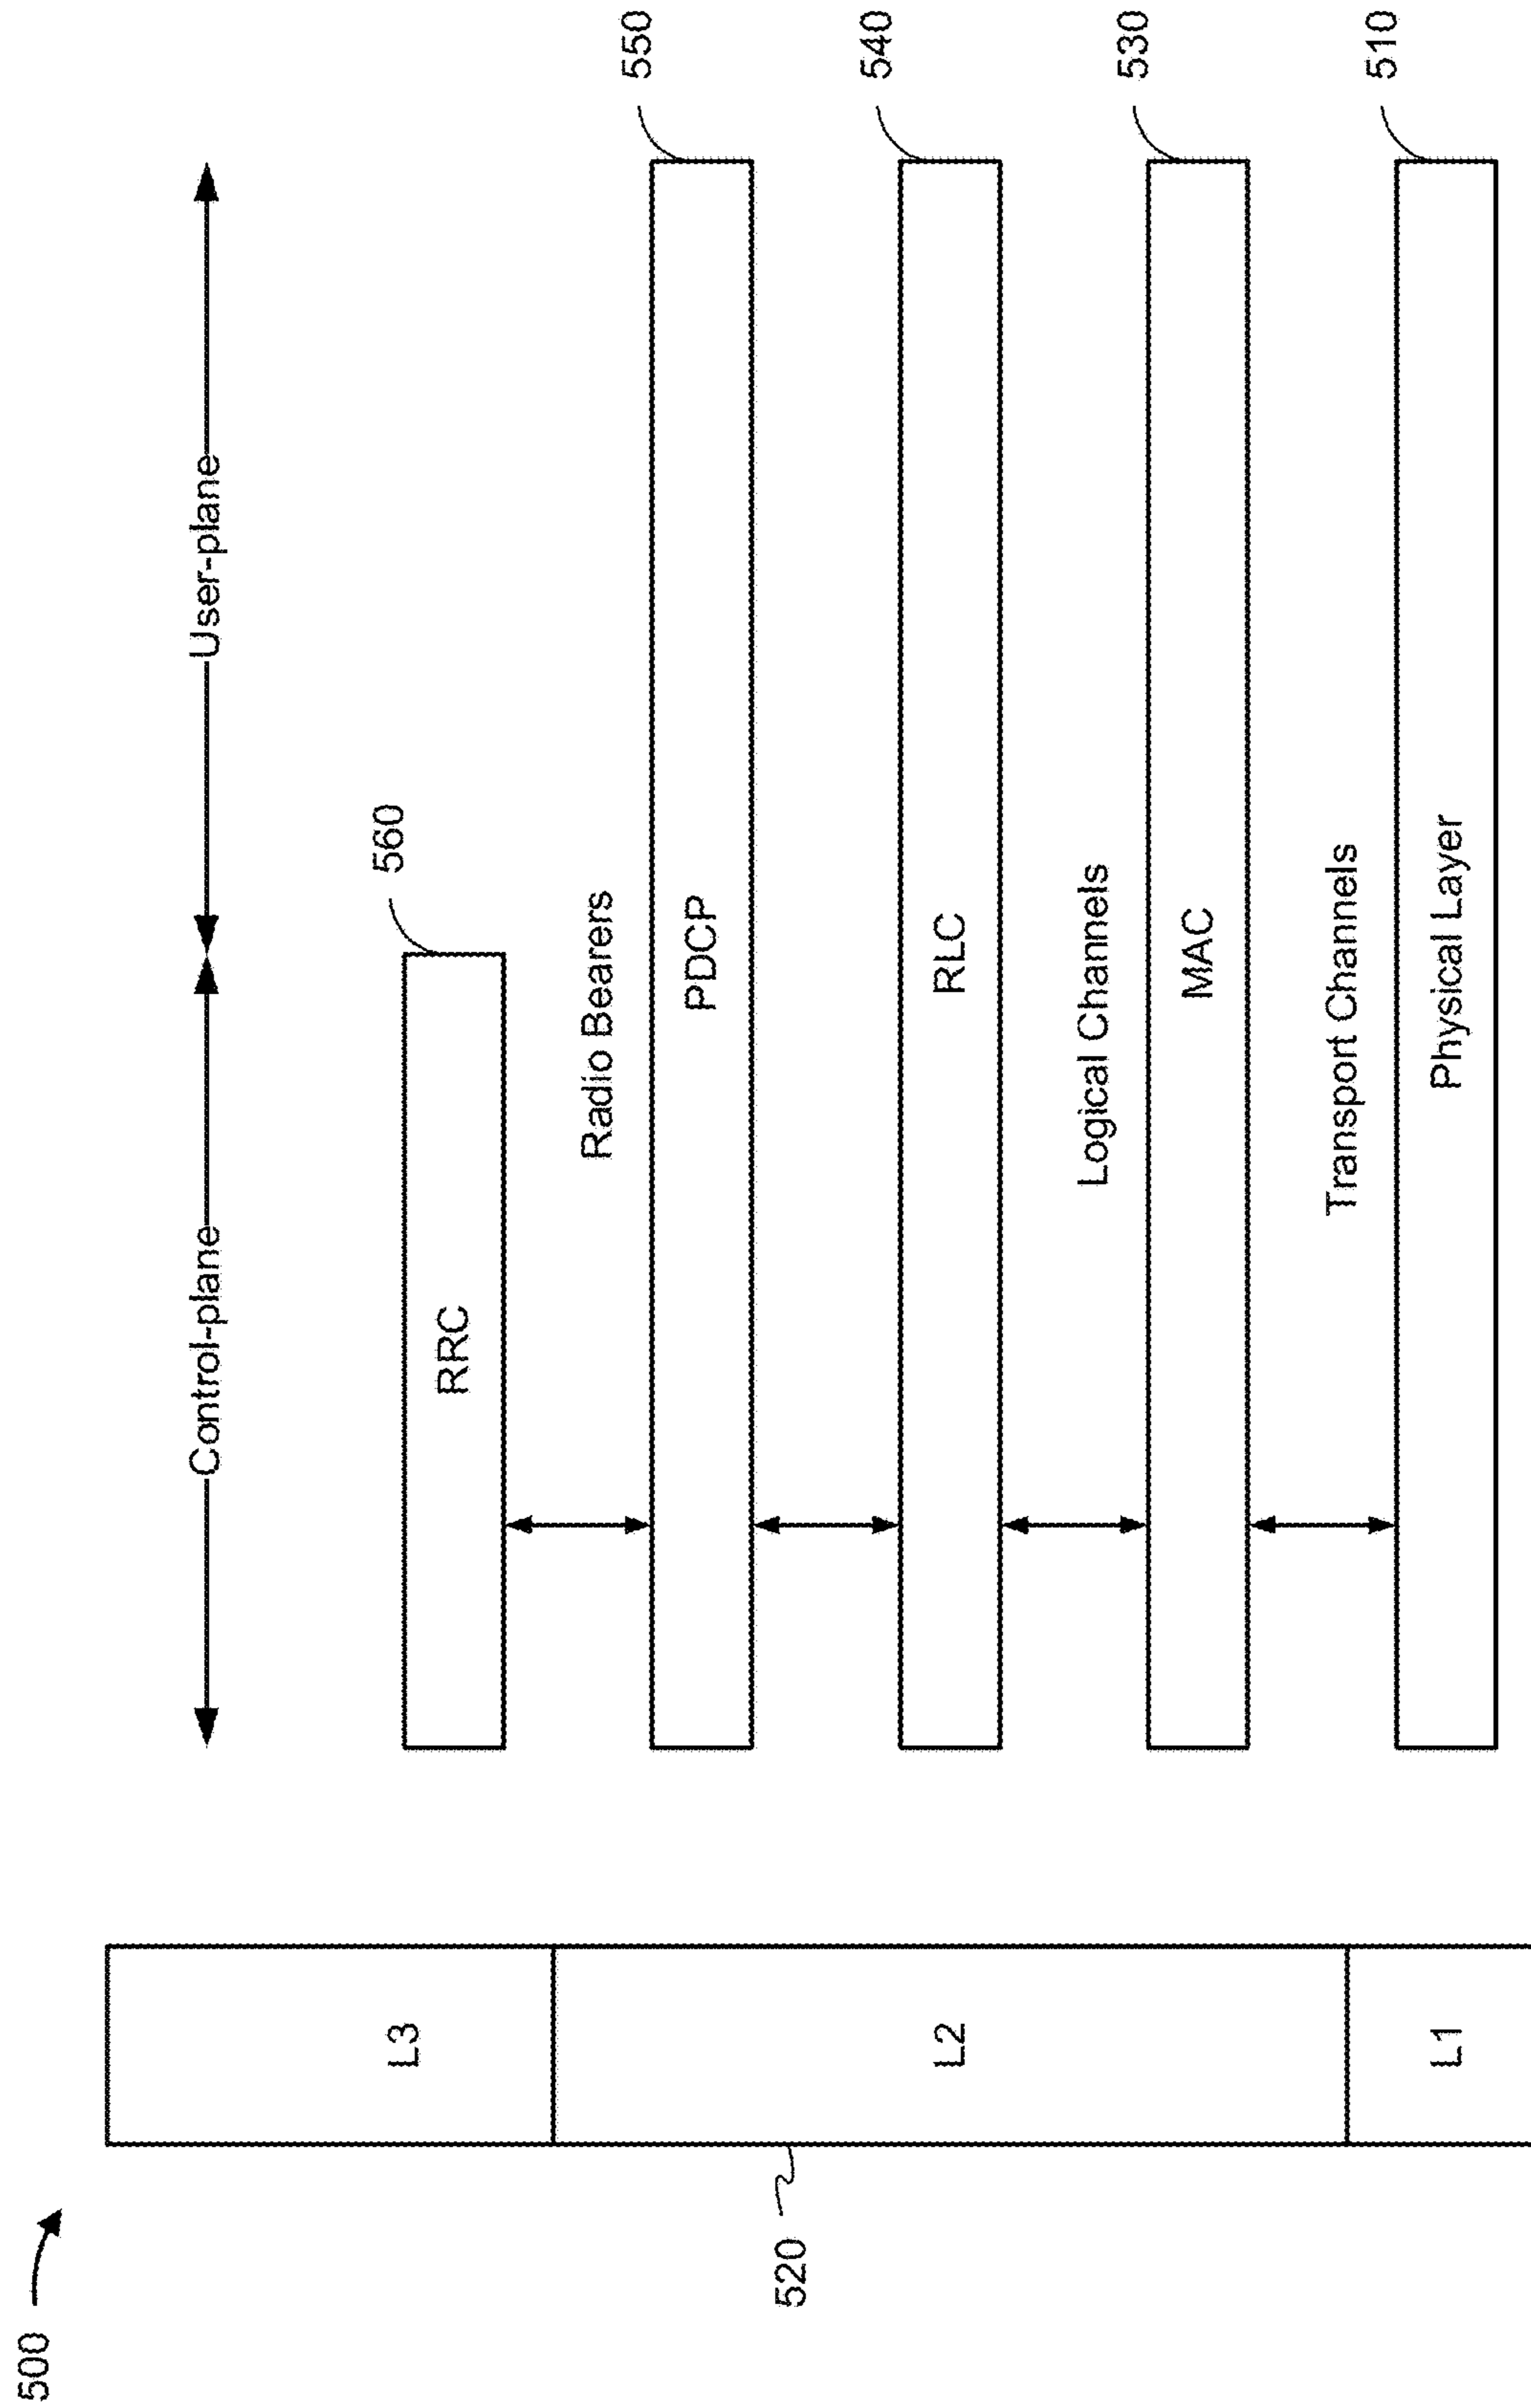 500
Control-plane
User-plane
L3
RRC
560
Radio Bearers
550
520
L2
PDCP
RLC
540
Logical Channels
530
MAC
Transport Channels
510
L1
Physical Layer